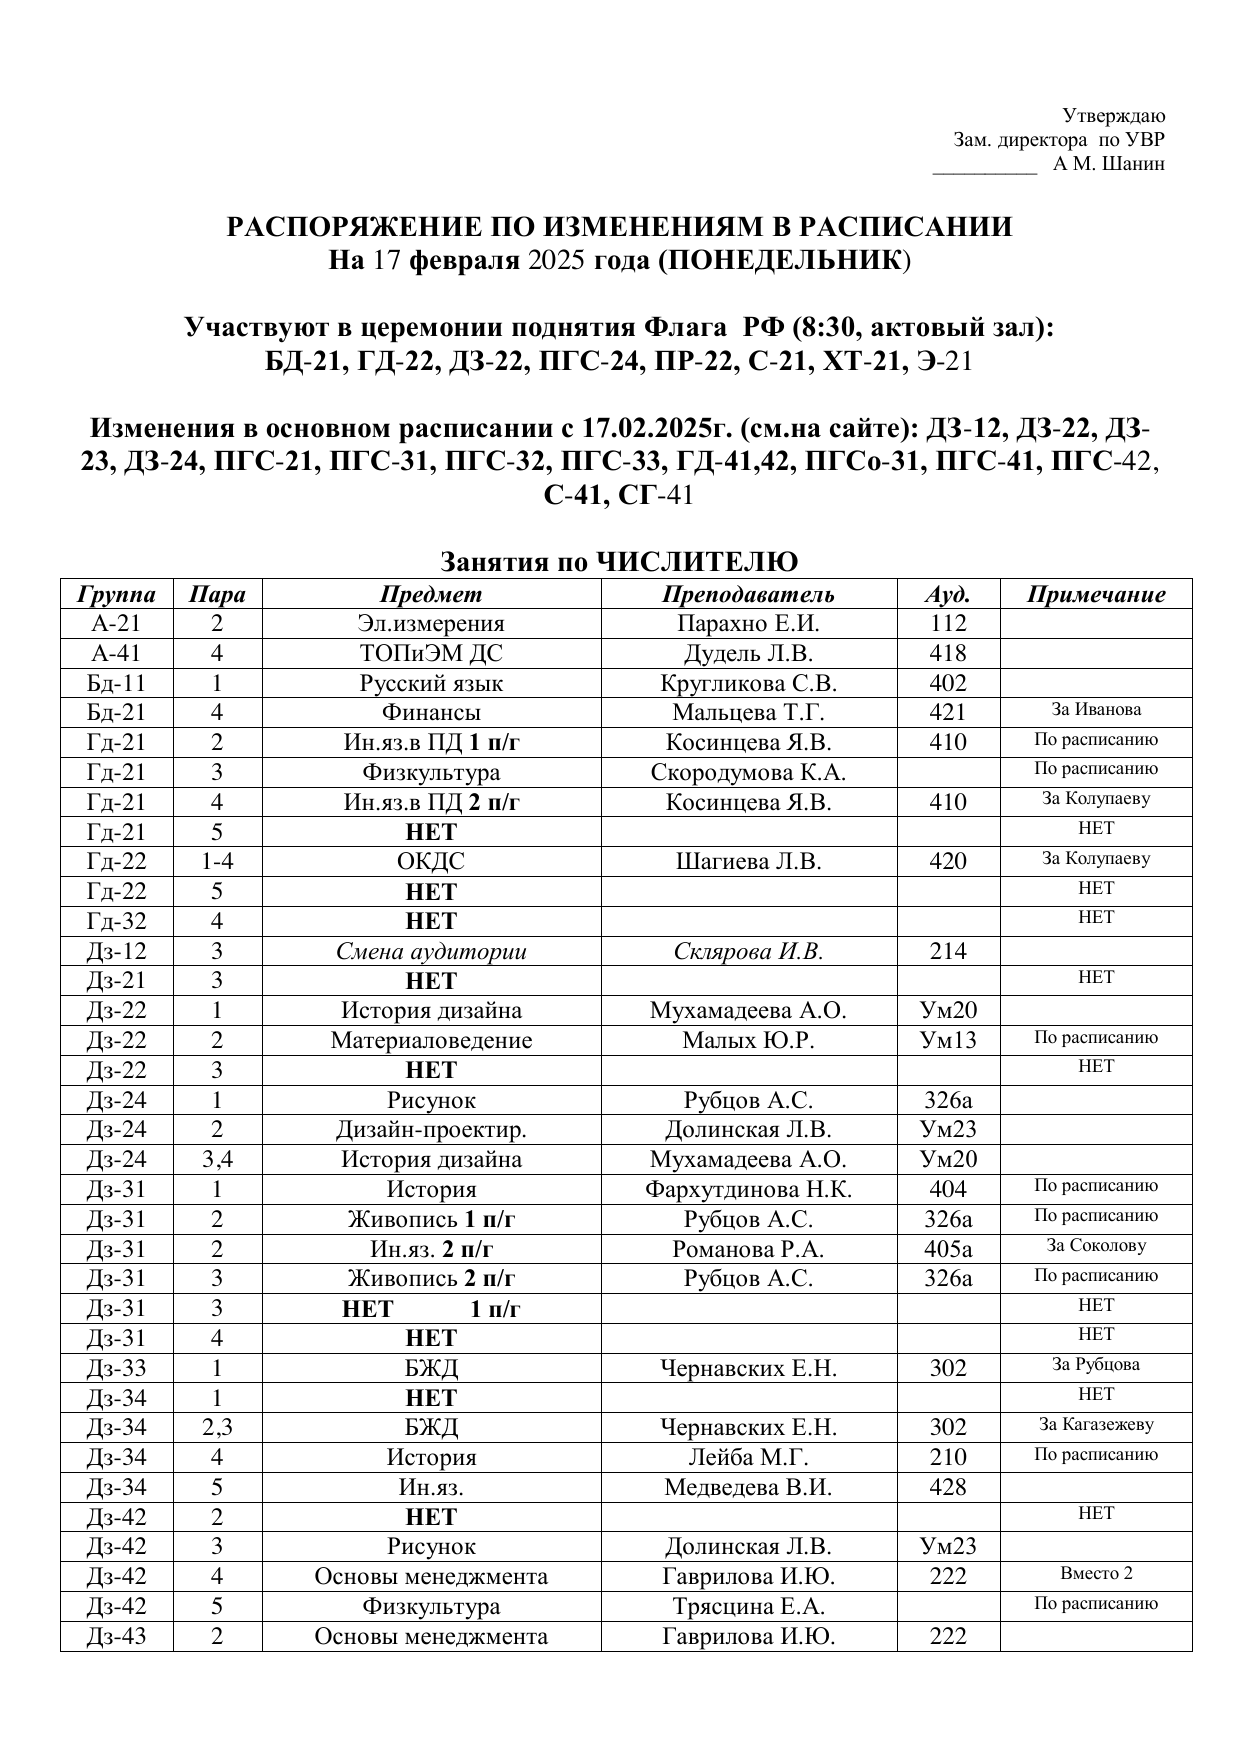 Утверждаю
Зам. директора  по УВР
__________   А М. Шанин
РАСПОРЯЖЕНИЕ ПО ИЗМЕНЕНИЯМ В РАСПИСАНИИ
На 17 февраля 2025 года (ПОНЕДЕЛЬНИК)
Участвуют в церемонии поднятия Флага  РФ (8:30, актовый зал):
БД-21, ГД-22, ДЗ-22, ПГС-24, ПР-22, С-21, ХТ-21, Э-21
Изменения в основном расписании с 17.02.2025г. (см.на сайте): ДЗ-12, ДЗ-22, ДЗ-
23, ДЗ-24, ПГС-21, ПГС-31, ПГС-32, ПГС-33, ГД-41,42, ПГСо-31, ПГС-41, ПГС-42,
С-41, СГ-41
Занятия по ЧИСЛИТЕЛЮ
Группа Пара Предмет Преподаватель Ауд. Примечание
А-21 2 Эл.измерения Парахно Е.И. 112
А-41 4 ТОПиЭМ ДС Дудель Л.В. 418
Бд-11 1 Русский язык Кругликова С.В. 402
Бд-21 4 Финансы Мальцева Т.Г. 421 За Иванова
Гд-21 2 Ин.яз.в ПД 1 п/г Косинцева Я.В. 410 По расписанию
Гд-21 3 Физкультура Скородумова К.А. По расписанию
Гд-21 4 Ин.яз.в ПД 2 п/г Косинцева Я.В. 410 За Колупаеву
Гд-21 5 НЕТ НЕТ
Гд-22 1-4 ОКДС Шагиева Л.В. 420 За Колупаеву
Гд-22 5 НЕТ НЕТ
Гд-32 4 НЕТ НЕТ
Дз-12 3 Смена аудитории Склярова И.В. 214
Дз-21 3 НЕТ НЕТ
Дз-22 1 История дизайна Мухамадеева А.О. Ум20
Дз-22 2 Материаловедение Малых Ю.Р. Ум13 По расписанию
Дз-22 3 НЕТ НЕТ
Дз-24 1 Рисунок Рубцов А.С. 326а
Дз-24 2 Дизайн-проектир. Долинская Л.В. Ум23
Дз-24 3,4 История дизайна Мухамадеева А.О. Ум20
Дз-31 1 История Фархутдинова Н.К. 404 По расписанию
Дз-31 2 Живопись 1 п/г Рубцов А.С. 326а По расписанию
Дз-31 2 Ин.яз. 2 п/г Романова Р.А. 405а За Соколову
Дз-31 3 Живопись 2 п/г Рубцов А.С. 326а По расписанию
Дз-31 3 НЕТ 1 п/г НЕТ
Дз-31 4 НЕТ НЕТ
Дз-33 1 БЖД Чернавских Е.Н. 302 За Рубцова
Дз-34 1 НЕТ НЕТ
Дз-34 2,3 БЖД Чернавских Е.Н. 302 За Кагазежеву
Дз-34 4 История Лейба М.Г. 210 По расписанию
Дз-34 5 Ин.яз. Медведева В.И. 428
Дз-42 2 НЕТ НЕТ
Дз-42 3 Рисунок Долинская Л.В. Ум23
Дз-42 4 Основы менеджмента Гаврилова И.Ю. 222 Вместо 2
Дз-42 5 Физкультура Трясцина Е.А. По расписанию
Дз-43 2 Основы менеджмента Гаврилова И.Ю. 222